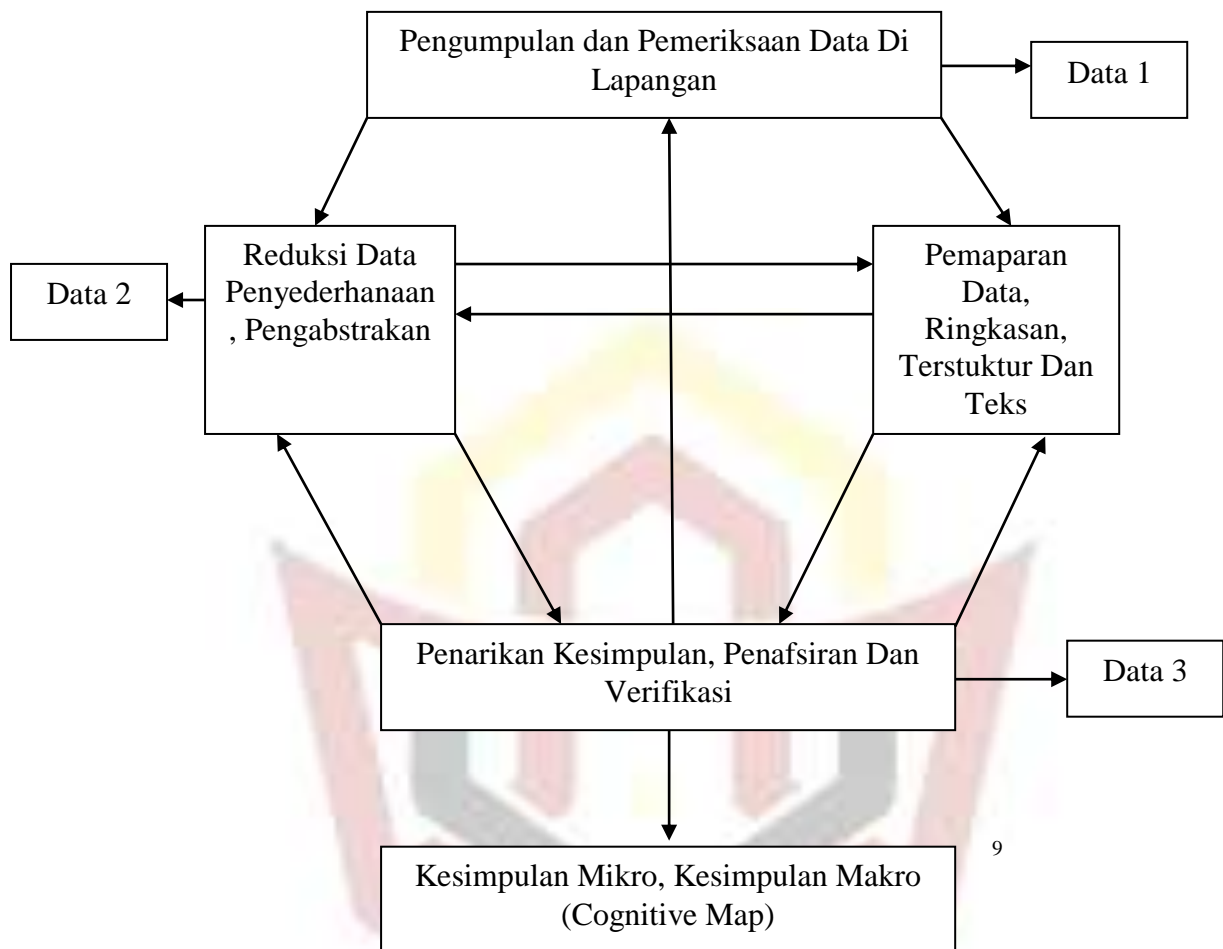 Pengumpulan dan Pemeriksaan Data Di
Lapangan
Data 1
Data 2
Reduksi Data
Penyederhanaan
, Pengabstrakan
Pemaparan
Data,
Ringkasan,
Terstuktur Dan
Teks
Penarikan Kesimpulan, Penafsiran Dan
Verifikasi
Data 3
9
Kesimpulan Mikro, Kesimpulan Makro
(Cognitive Map)